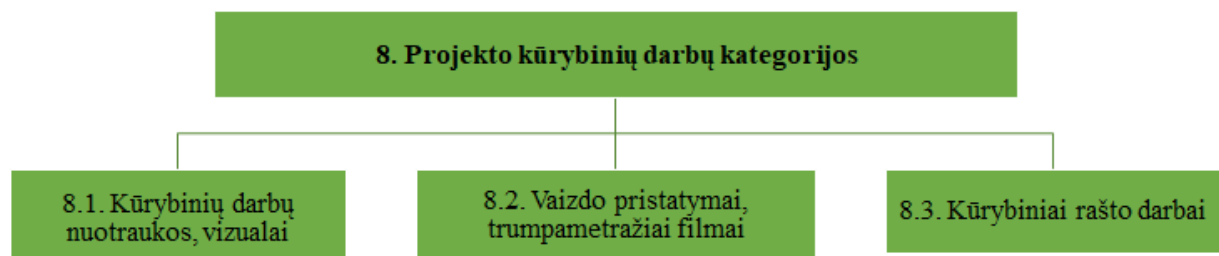 8. Projekto kūrybinių darbų kategorijos
8.1. Kūrybinių darbų
nuotraukos, vizualai
8.2. Vaizdo pristatymai,
trumpametražiai filmai
8.3. Kūrybiniai rašto darbai